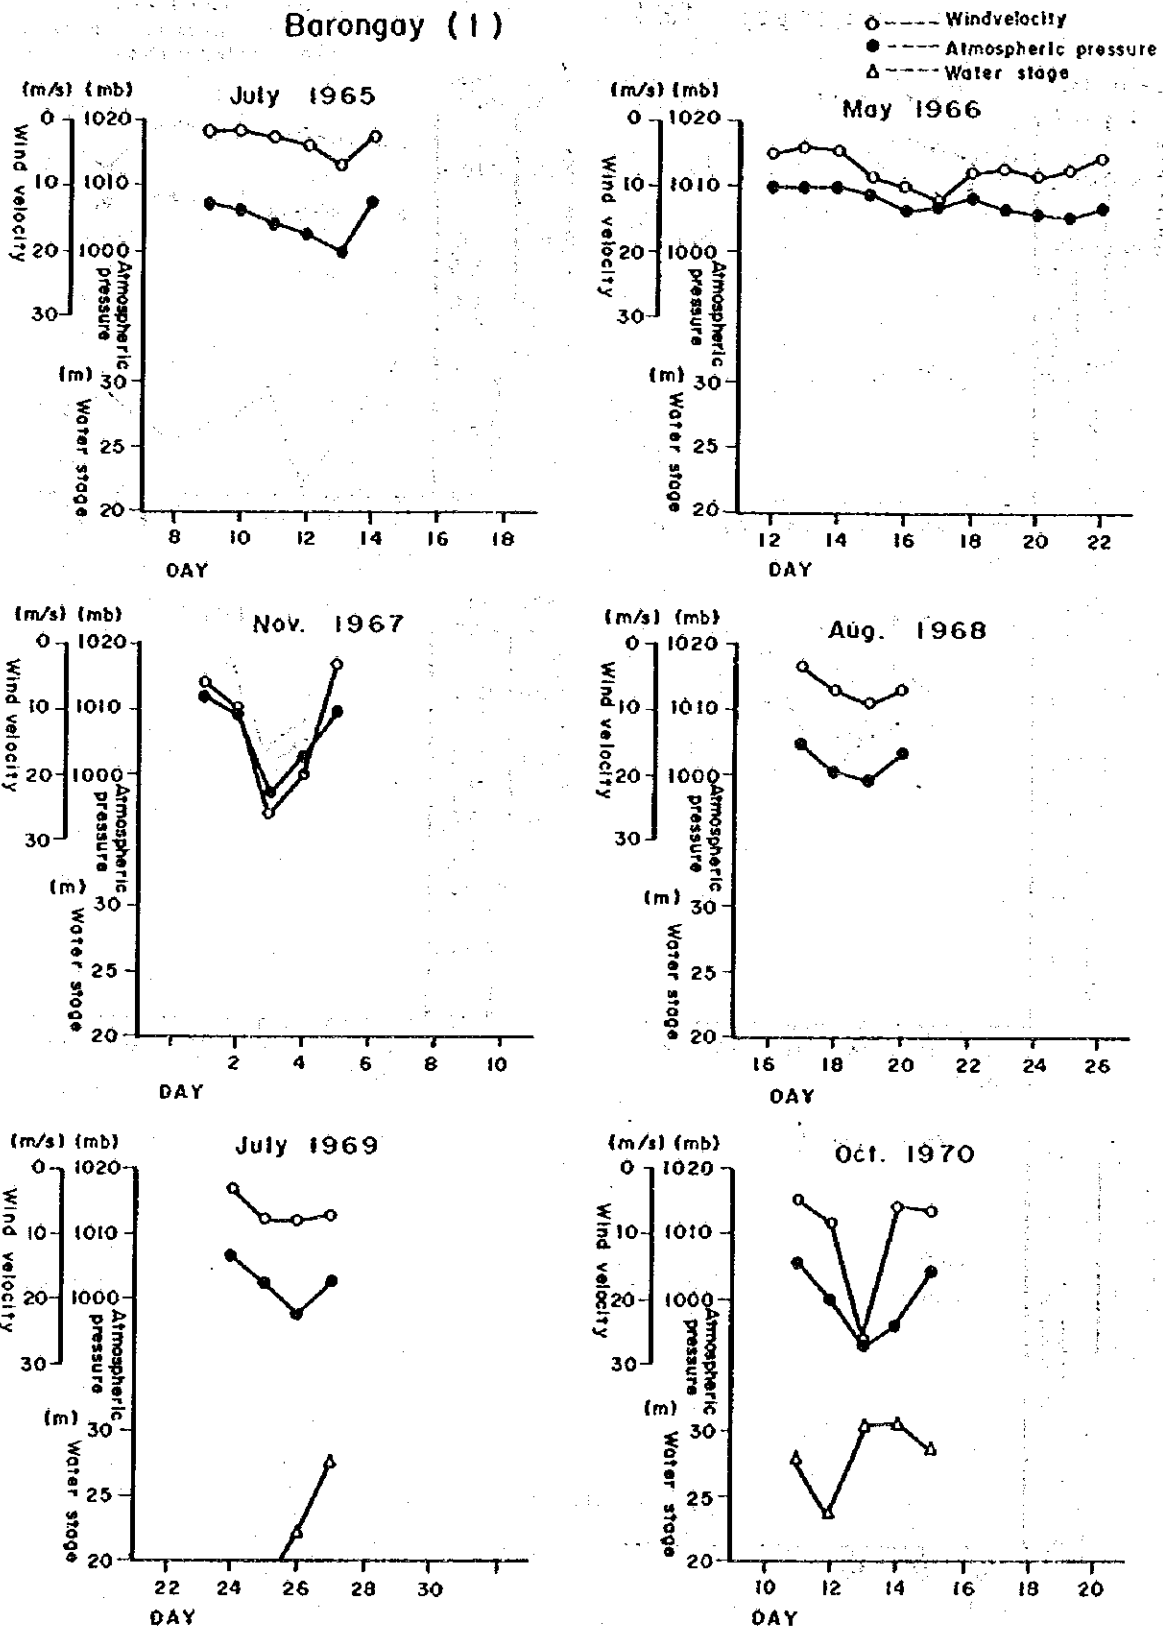 Barongay (1)
Windvelocity
Atmospheric pressure
Water stage
(m/s) (mb)
July 1965
0 1020
10 1010
20 1000
30
Wind velocity
Atmospheric
pressure
(m)
30
25
20
Water stage
8 10 12 14 16 18
DAY
(m/s) (mb)
May 1966
0 1020
10 1010
20 1000
30
Wind velocity
Atmospheric
pressure
(m)
30
25
20
Water stage
12 14 16 18 20 22
DAY
(m/s) (mb)
Nov. 1967
0 1020
10 1010
20 1000
30
Wind velocity
Atmospheric
pressure
(m)
30
25
20
Water stage
2 4 6 8 10
DAY
(m/s) (mb)
Aug. 1968
0 1020
10 1010
20 1000
30
Wind velocity
Atmospheric
pressure
(m)
30
25
20
Water stage
16 18 20 22 24 26
DAY
(m/s) (mb)
July 1969
0 1020
10 1010
20 1000
30
Wind velocity
Atmospheric
pressure
(m)
30
25
20
Water stage
22 24 26 28 30
DAY
(m/s) (mb)
Oct. 1970
0 1020
10 1010
20 1000
30
Wind velocity
Atmospheric
pressure
(m)
30
25
20
Water stage
10 12 14 16 18 20
DAY